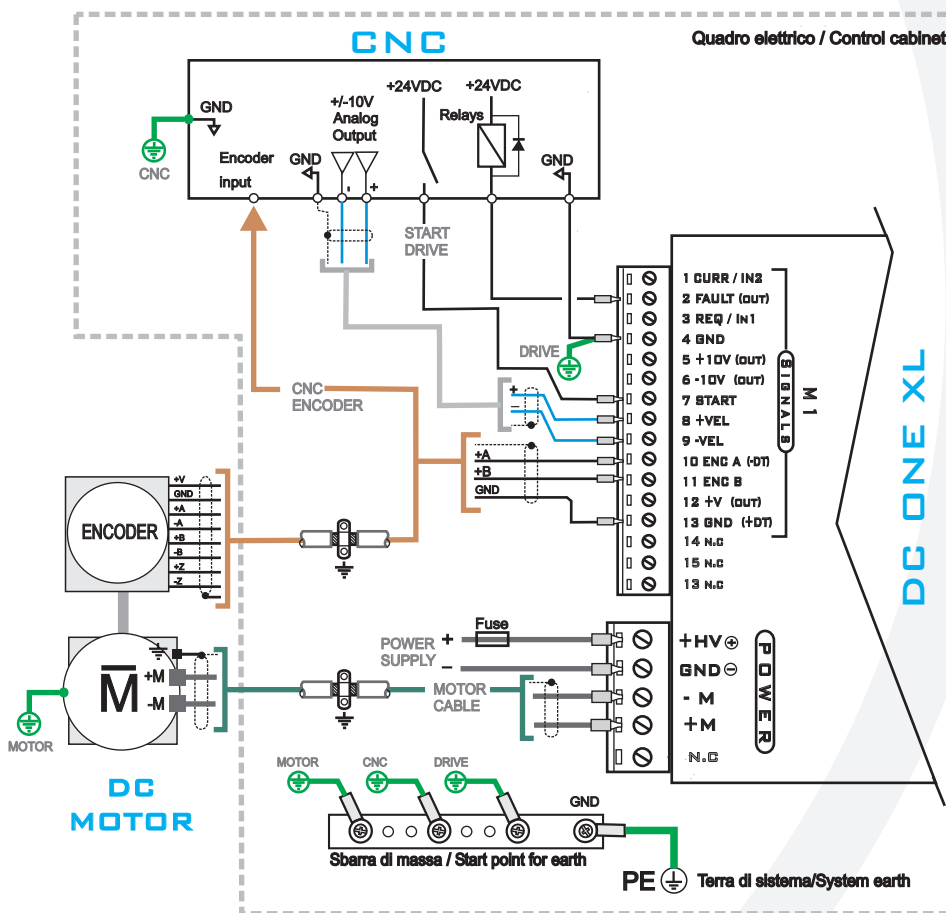 CNC
Quadro elettrico / Control cabinet
+24VDC
+24VDC
+/-10V
Analog
Output
Relays
GND
CNC
Encoder
input
GND
GND
-
+
START
DRIVE
DRIVE
1 CURR / IN2
2 FAULT (OUT)
3 REQ / IN1
4 GND
5 +10V (OUT)
6 -10V (OUT)
7 START
8 +VEL
9 -VEL
10 ENC A (-DT)
11 ENC B
12 +V (OUT)
13 GND (+DT)
14 N.C
15 N.C
13 N.C
SIGNALS
M1
DC ONE XL
CNC
ENCODER
+
−
+A
+B
GND
ENCODER
+V
GND
+A
-A
+B
-B
+Z
-Z
Fuse
POWER
SUPPLY
+
−
+HV ⊕
GND ⊖
- M
+M
N.C
POWER
M
+M
-M
MOTOR
CABLE
MOTOR
DC
MOTOR
MOTOR
CNC
DRIVE
GND
Sbarra di massa / Start point for earth
PE
Terra di sistema/System earth